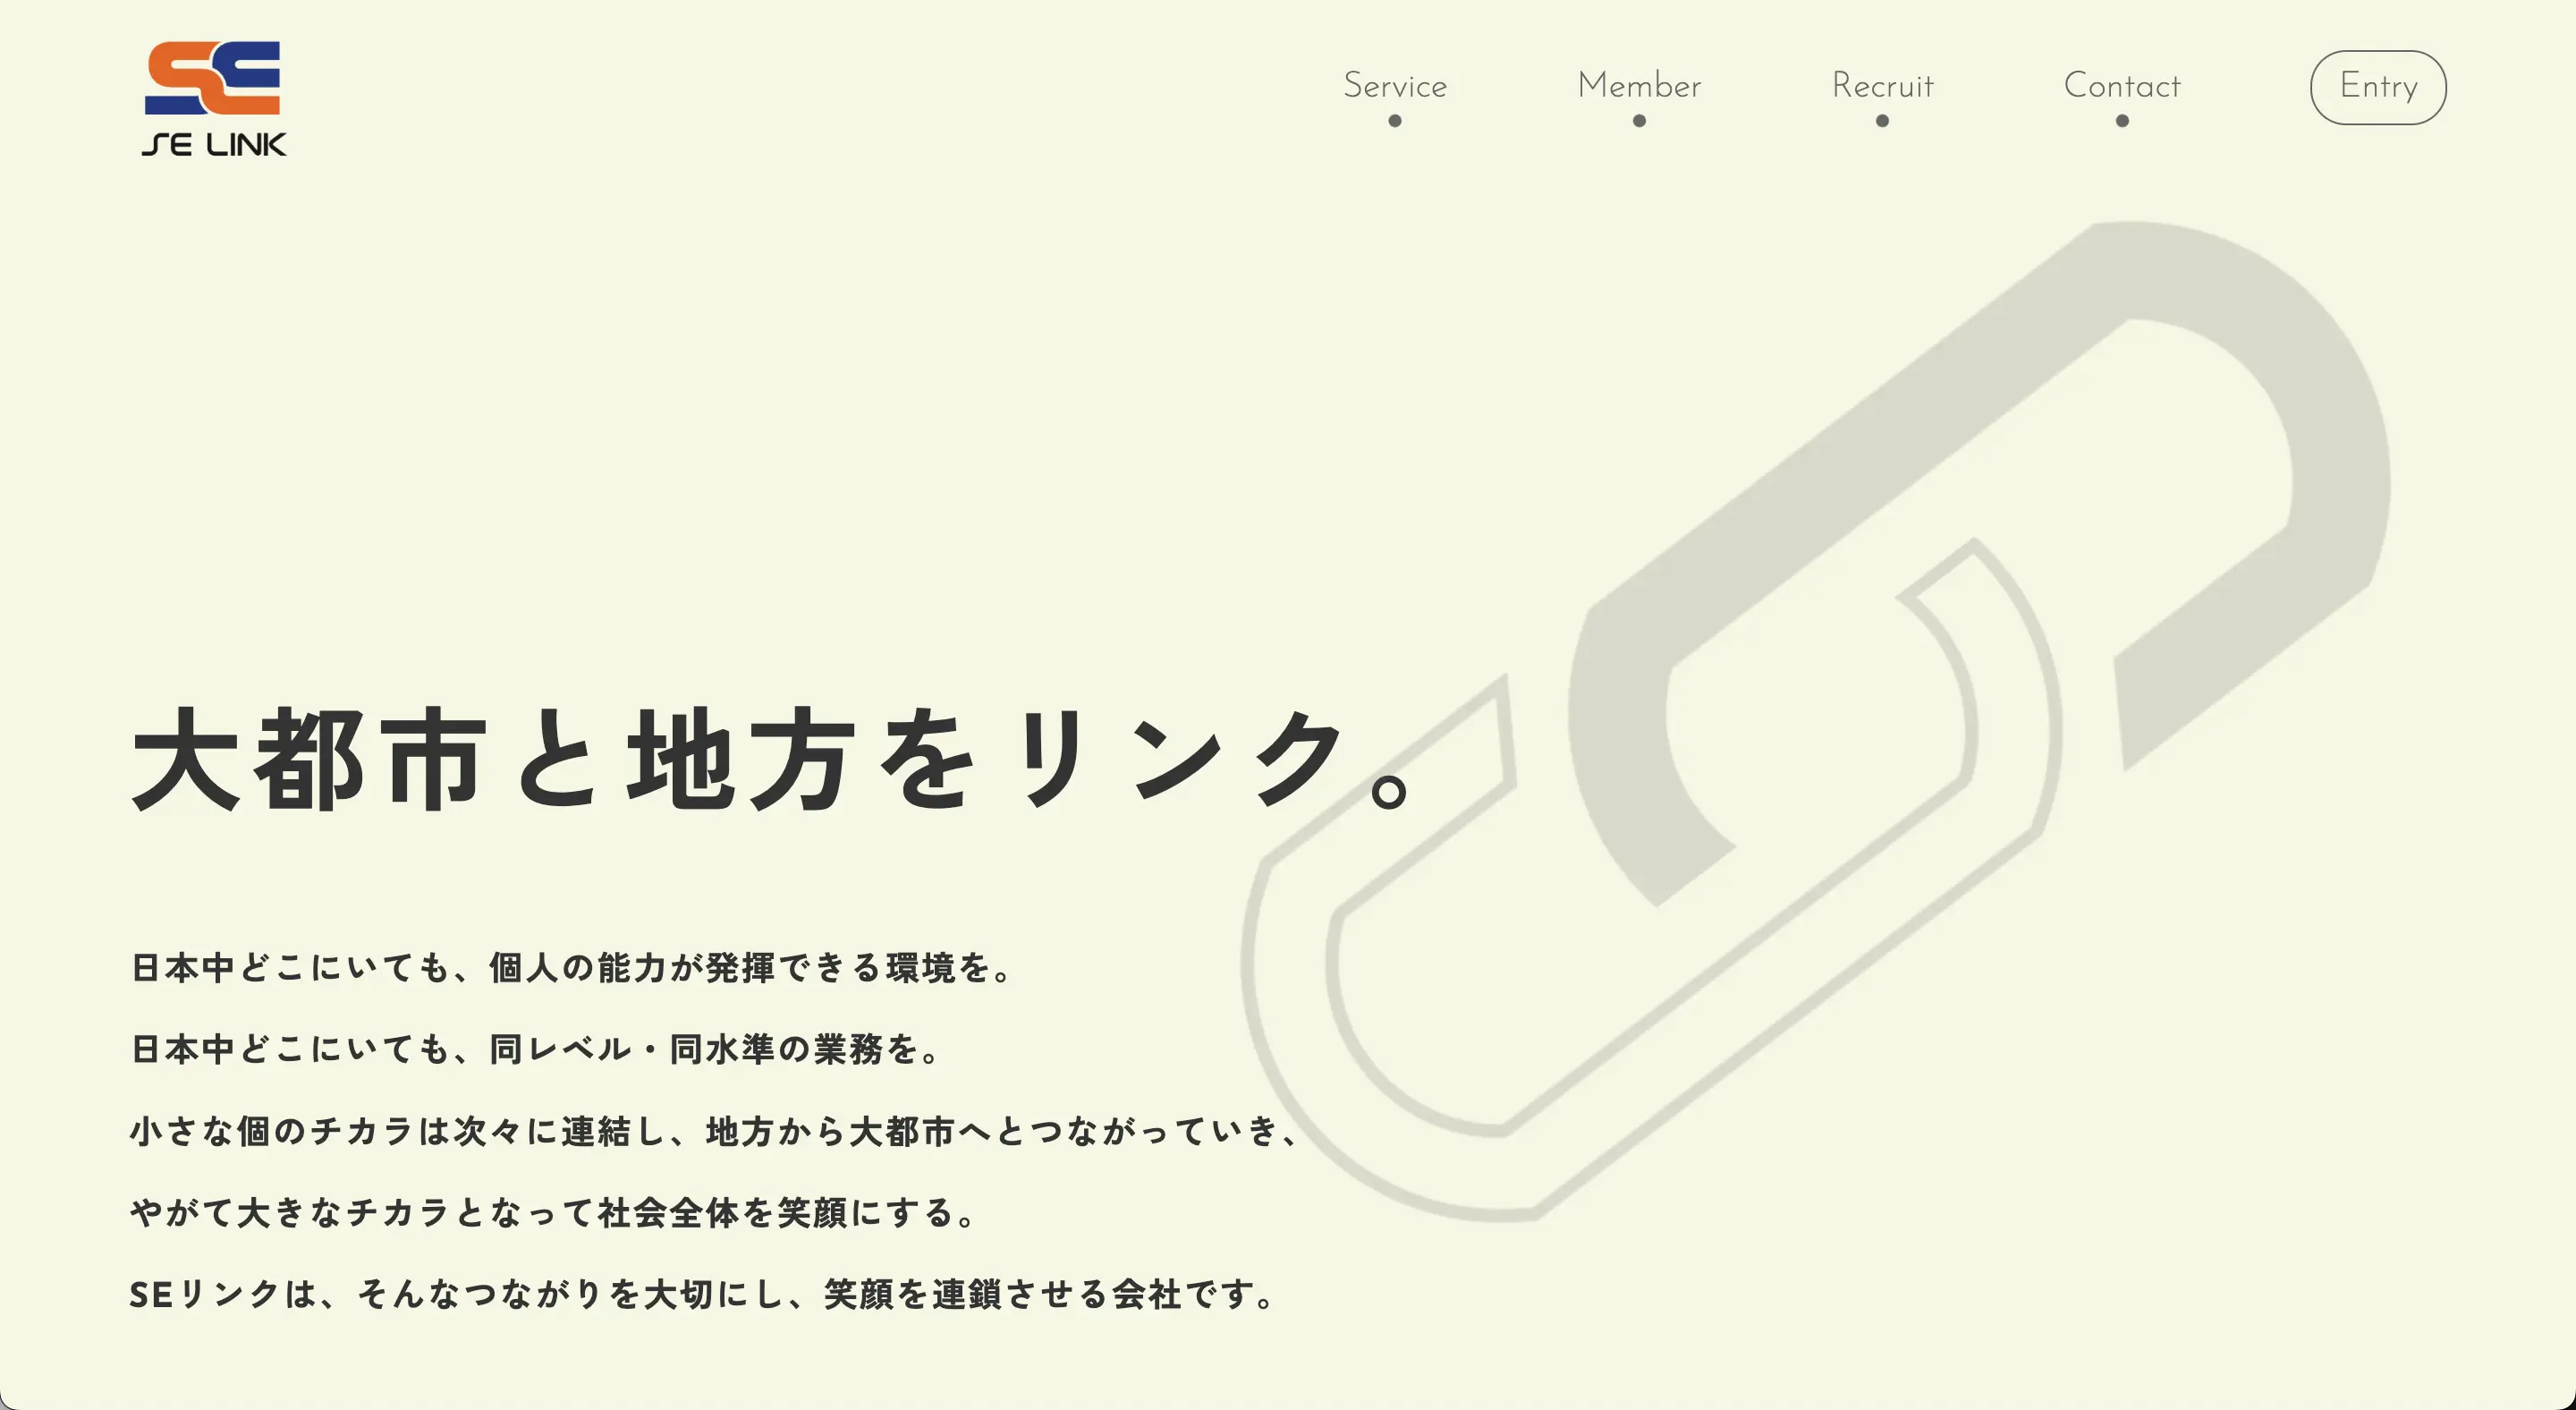 SE LINK
Service
Member
Recruit
Contact
Entry
大都市と地方をリンク。
日本中どこにいても、個人の能力が発揮できる環境を。
日本中どこにいても、同レベル・同水準の業務を。
小さな個のチカラは次々に連結し、地方から大都市へとつながっていき、
やがて大きなチカラとなって社会全体を笑顔にする。
SEリンクは、そんなつながりを大切にし、笑顔を連鎖させる会社です。